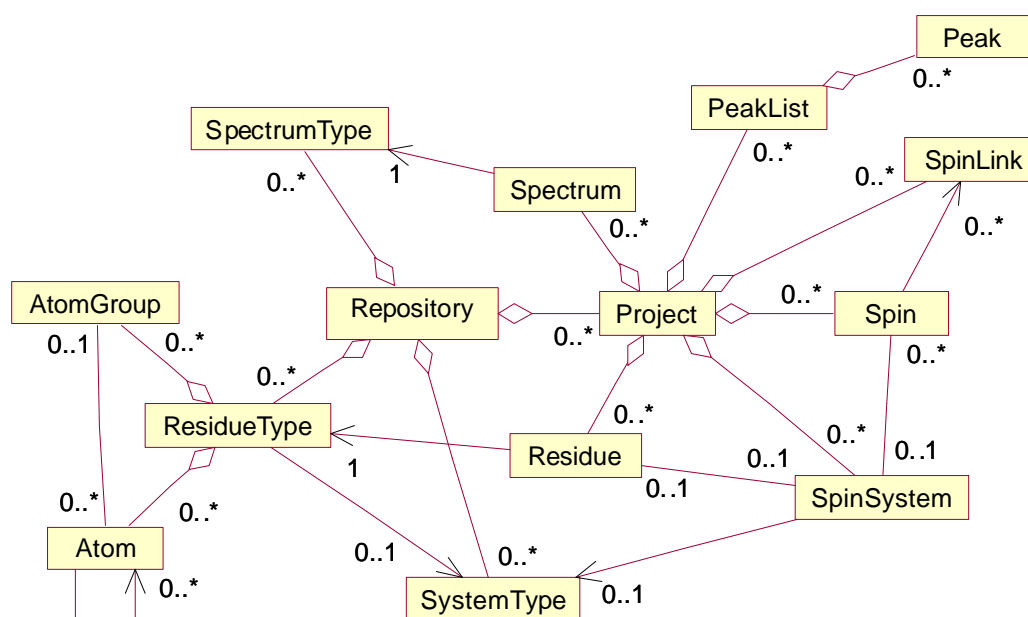 Peak
0..*
PeakList
0..*
SpectrumType
0..*
1
Spectrum
0..*
SpinLink
0..*
0..*
AtomGroup
0..1
0..*
Repository
0..*
Project
0..*
Spin
0..*
0..*
ResidueType
1
Residue
0..*
0..1
0..1
0..*
0..1
SpinSystem
0..*
0..*
Atom
0..*
0..1
0..*
SystemType
0..1